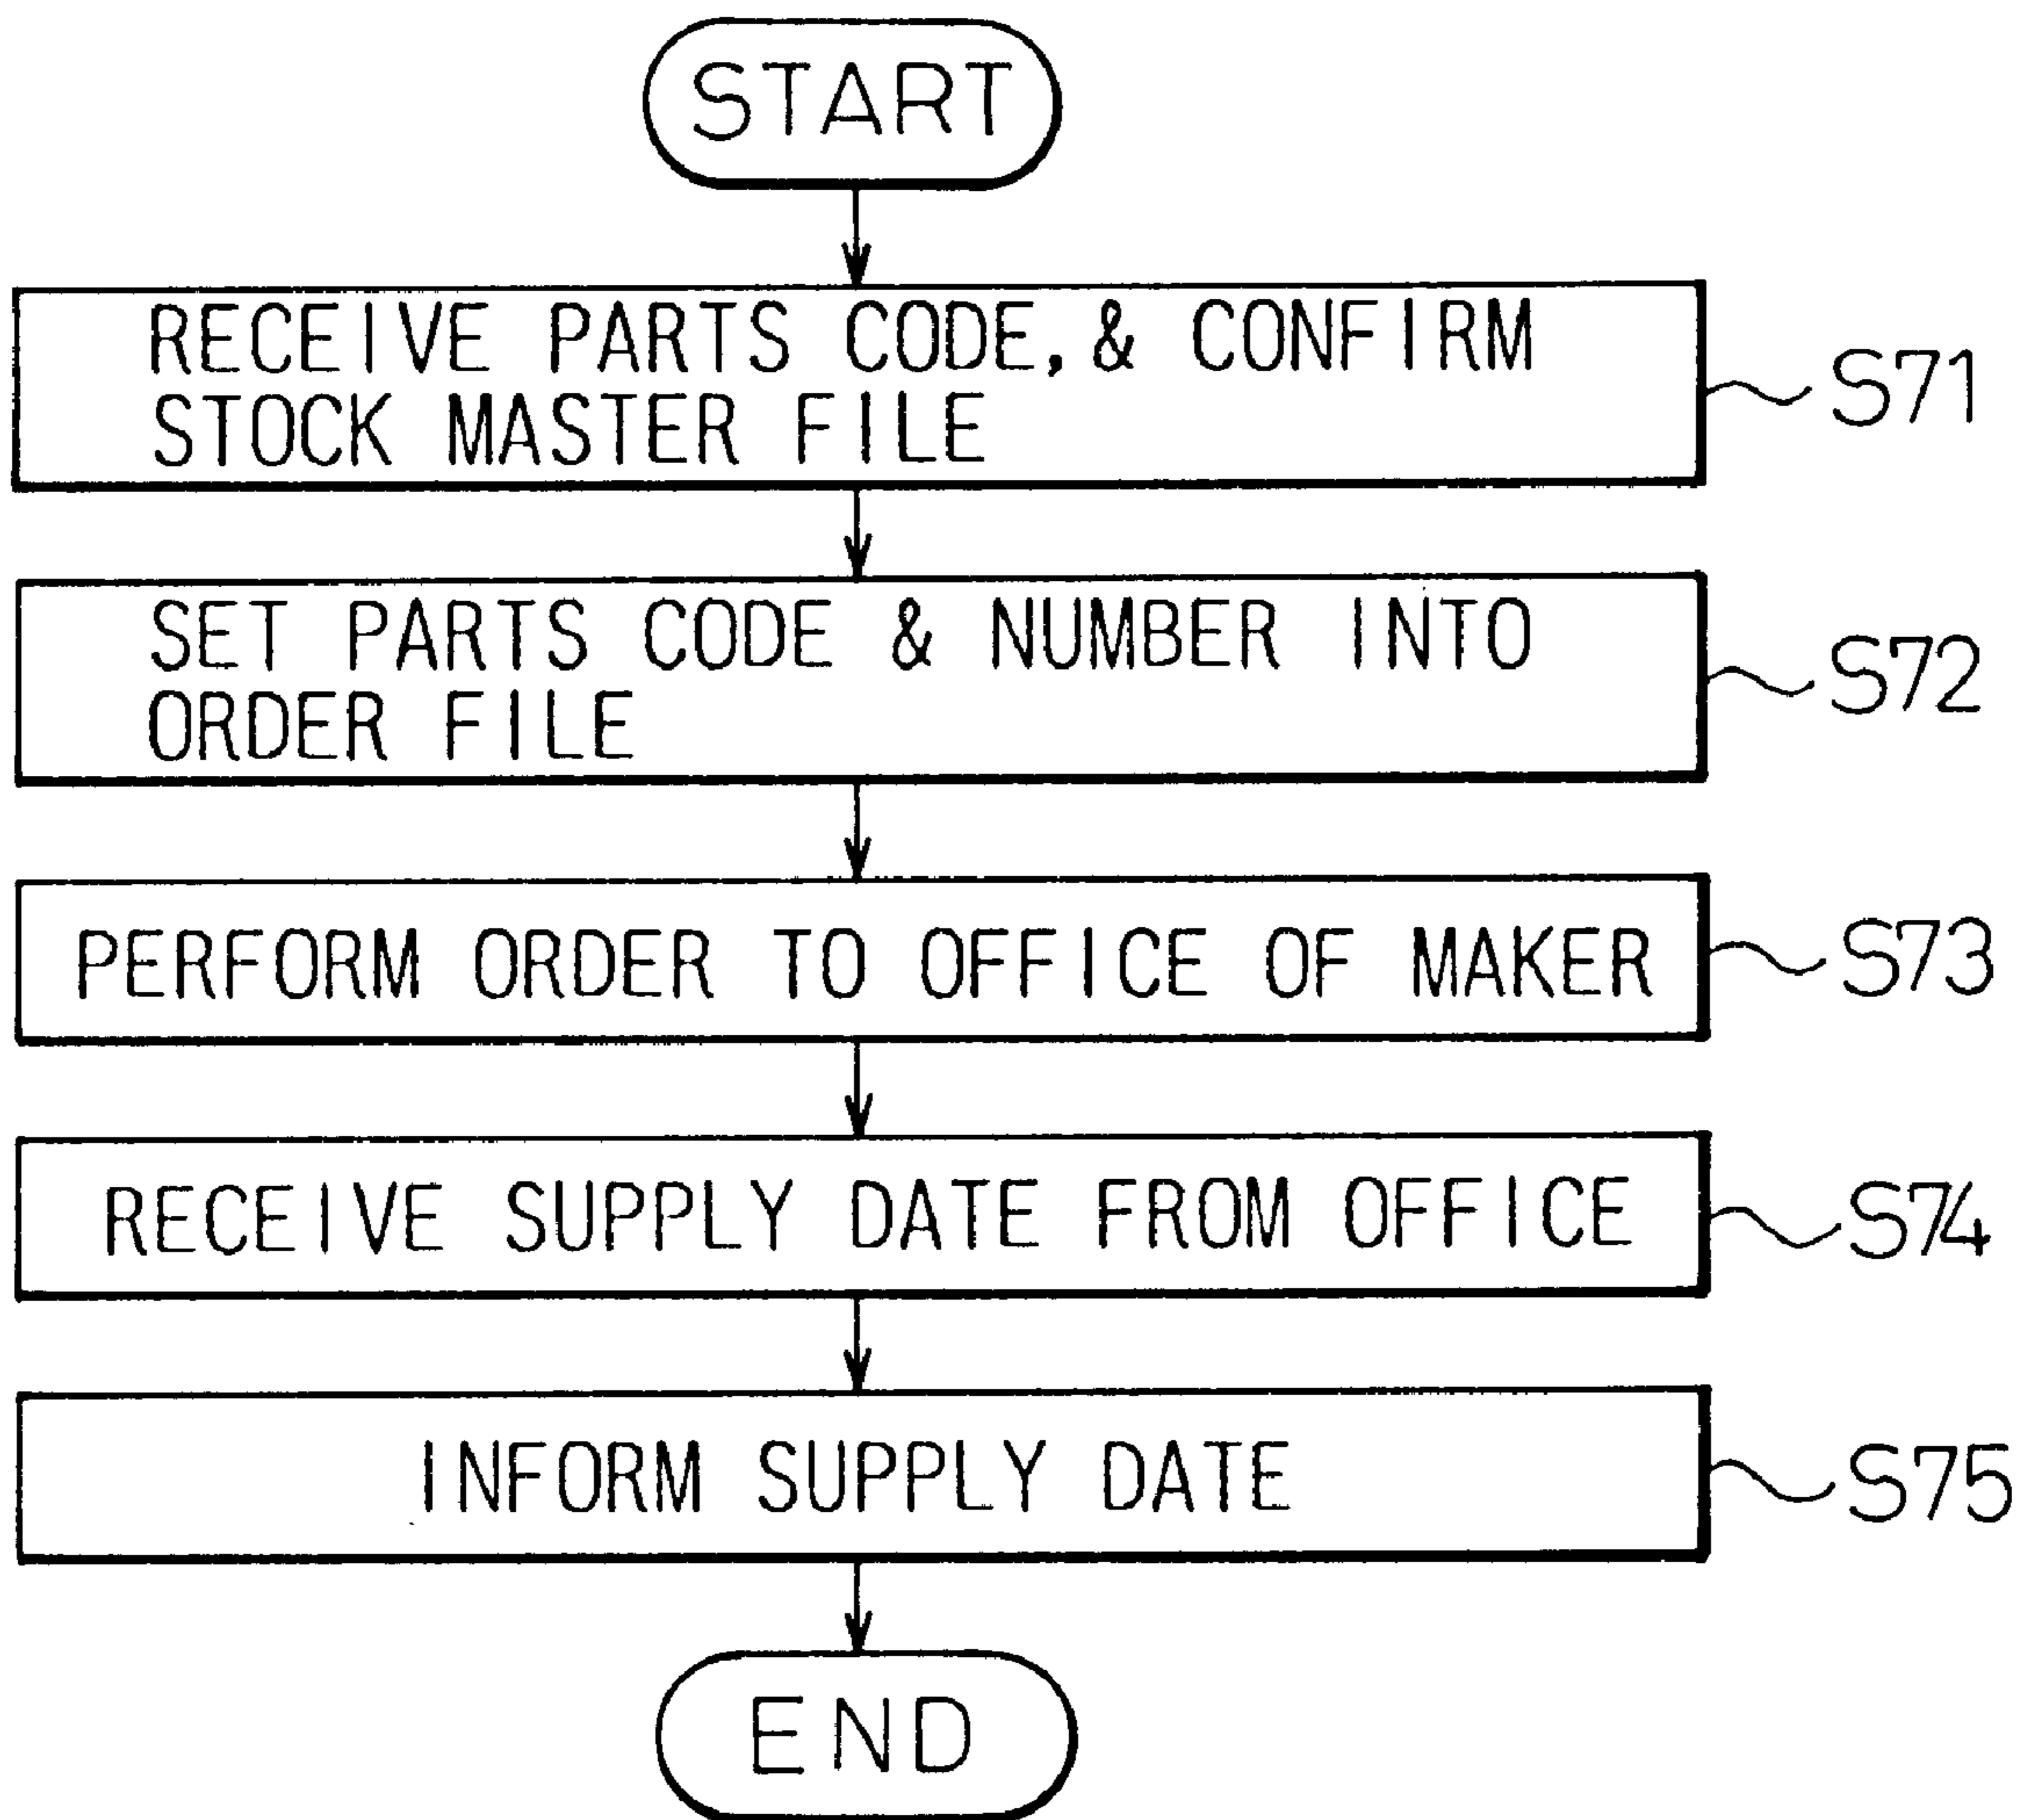 START
RECEIVE PARTS CODE,& CONFIRM
STOCK MASTER FILE
S71
SET PARTS CODE & NUMBER INTO
ORDER FILE
S72
PERFORM ORDER TO OFFICE OF MAKER
S73
RECEIVE SUPPLY DATE FROM OFFICE
S74
INFORM SUPPLY DATE
S75
END